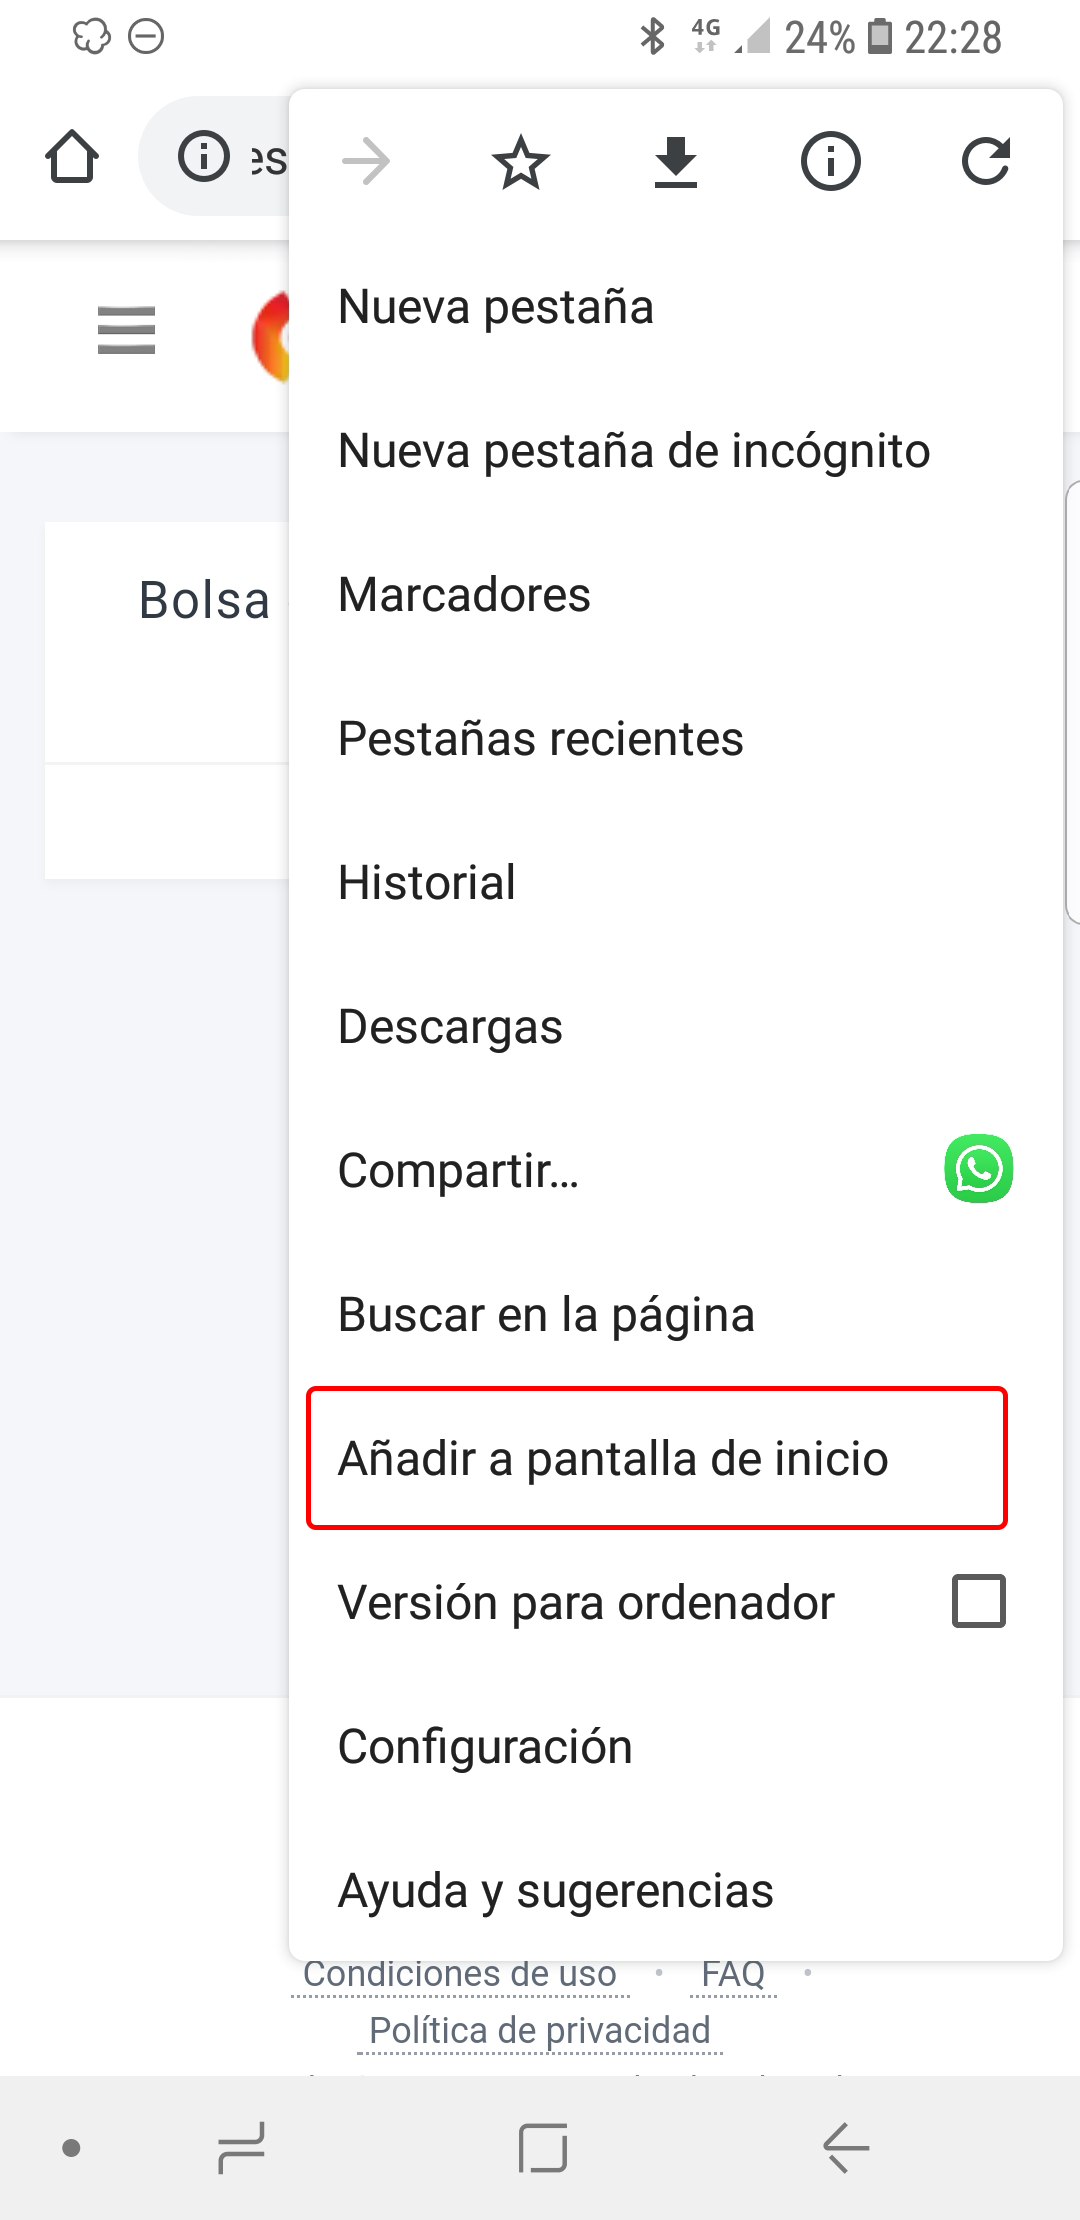 4G 24% 22:28
es
Nueva pestaña
Nueva pestaña de incógnito
Marcadores
Bolsa
Pestañas recientes
Historial
Descargas
Compartir...
Buscar en la página
Añadir a pantalla de inicio
Versión para ordenador
Configuración
Ayuda y sugerencias
Condiciones de uso • FAQ •
Política de privacidad